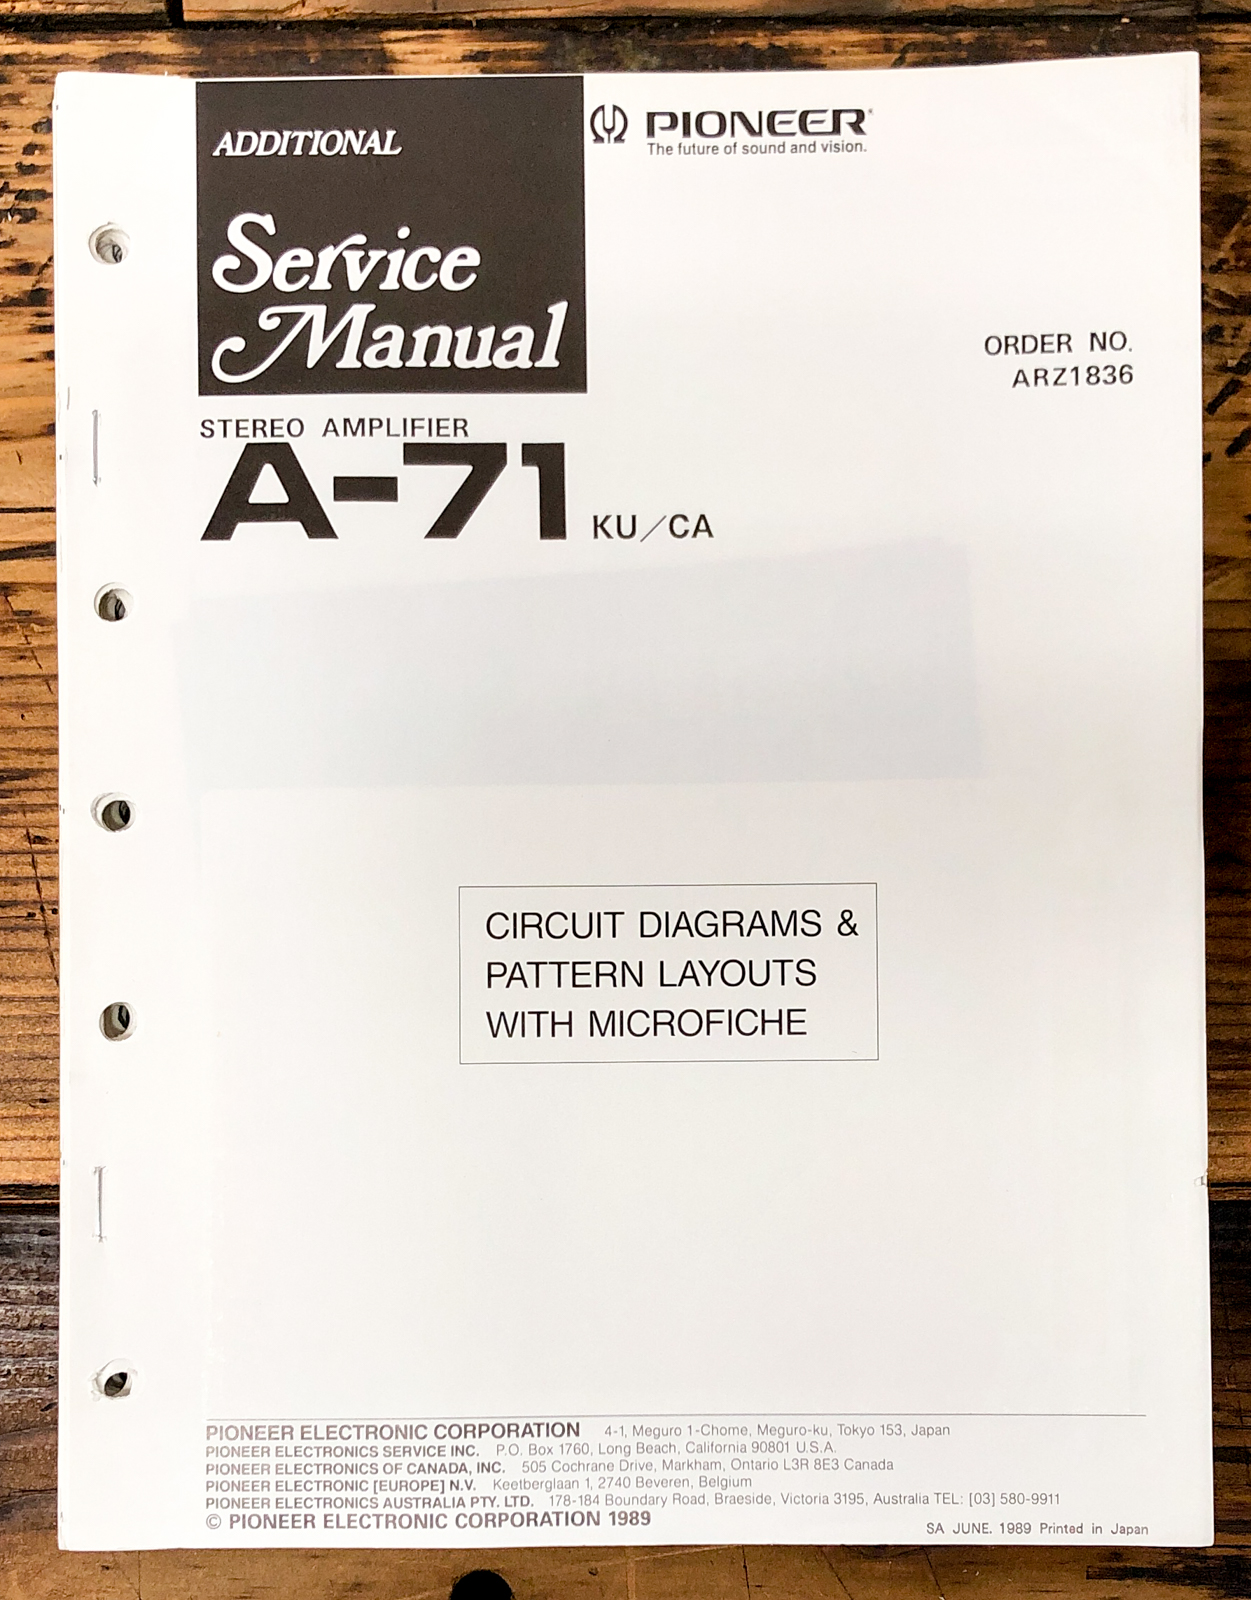 ADDITIONAL
Service
Manual
PIONEER
The future of sound and vision.
ORDER NO.
ARZ1836
STEREO AMPLIFIER
A-71 KU/CA
CIRCUIT DIAGRAMS &
PATTERN LAYOUTS
WITH MICROFICHE
PIONEER ELECTRONIC CORPORATION 4-1, Meguro 1-Chome, Meguro-ku, Tokyo 153, Japan
PIONEER ELECTRONICS SERVICE INC. P.O. Box 1760, Long Beach, California 90801 U.S.A.
PIONEER ELECTRONICS OF CANADA, INC. 505 Cochrane Drive, Markham, Ontario L3R 8E3 Canada
PIONEER ELECTRONIC [EUROPE] N.V. Keetberglaan 1, 2740 Beveren, Belgium
PIONEER ELECTRONICS AUSTRALIA PTY. LTD. 178-184 Boundary Road, Braeside, Victoria 3195, Australia TEL: [03] 580-9911
© PIONEER ELECTRONIC CORPORATION 1989
SA JUNE. 1989 Printed in Japan